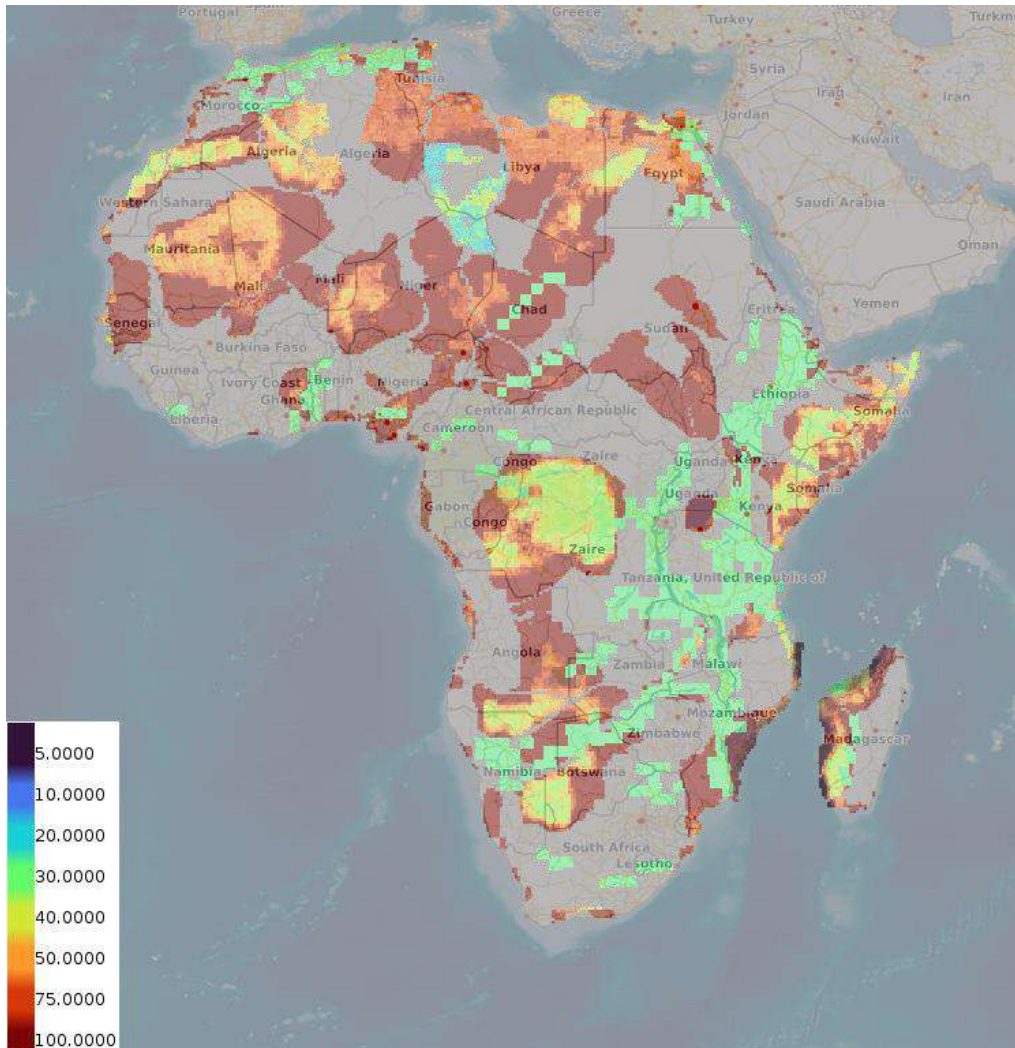 Portugal
Spain
Greece
Turkey
Turkm
Tunisia
Syria
Morocco
Iraq
Iran
Jordan
Algeria
Algeria
Kuwait
Libya
Egypt
Western Sahara
Saudi Arabia
Mauritania
Oman
Mali
Mali
Niger
Chad
Yemen
Senegal
Sudan
Eritrea
Burkina Faso
Guinea
Ivory Coast
Benin
Nigeria
Ghana
Ethiopia
Somalia
Liberia
Central African Republic
Cameroon
Congo
Zaire
Uganda
Kenya
Uganda
Somalia
Gabon
Kenya
Congo
Zaire
Tanzania, United Republic of
Angola
Zambia
Malawi
Mozambique
Zimbabwe
Madagascar
Namibia
Botswana
South Africa
Lesotho
5.0000
10.0000
20.0000
30.0000
40.0000
50.0000
75.0000
100.0000